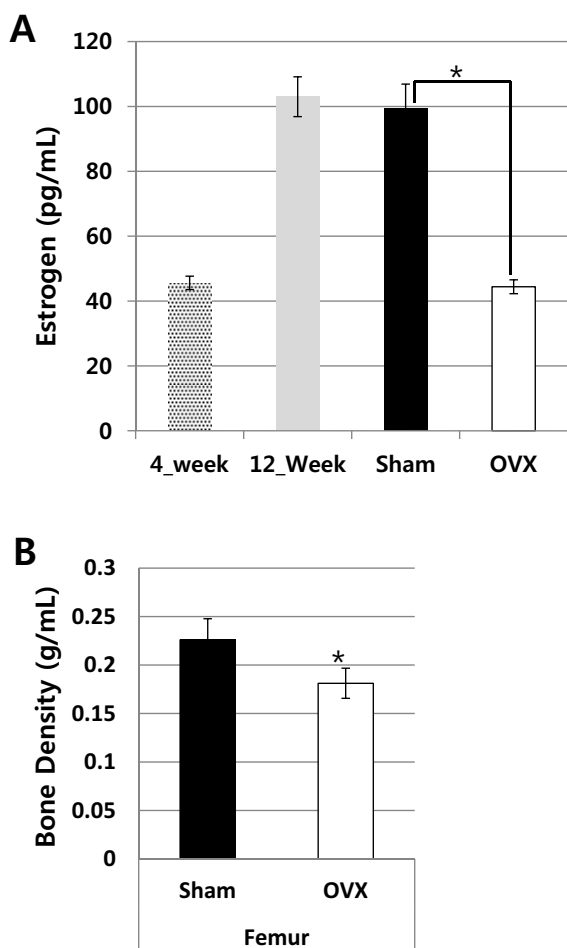 A
Estrogen (pg/mL)
120
100
80
60
40
20
0
*
4_week 12_Week Sham OVX
B
Bone Density (g/mL)
0.3
0.25
0.2
0.15
0.1
0.05
0
*
Sham OVX
Femur